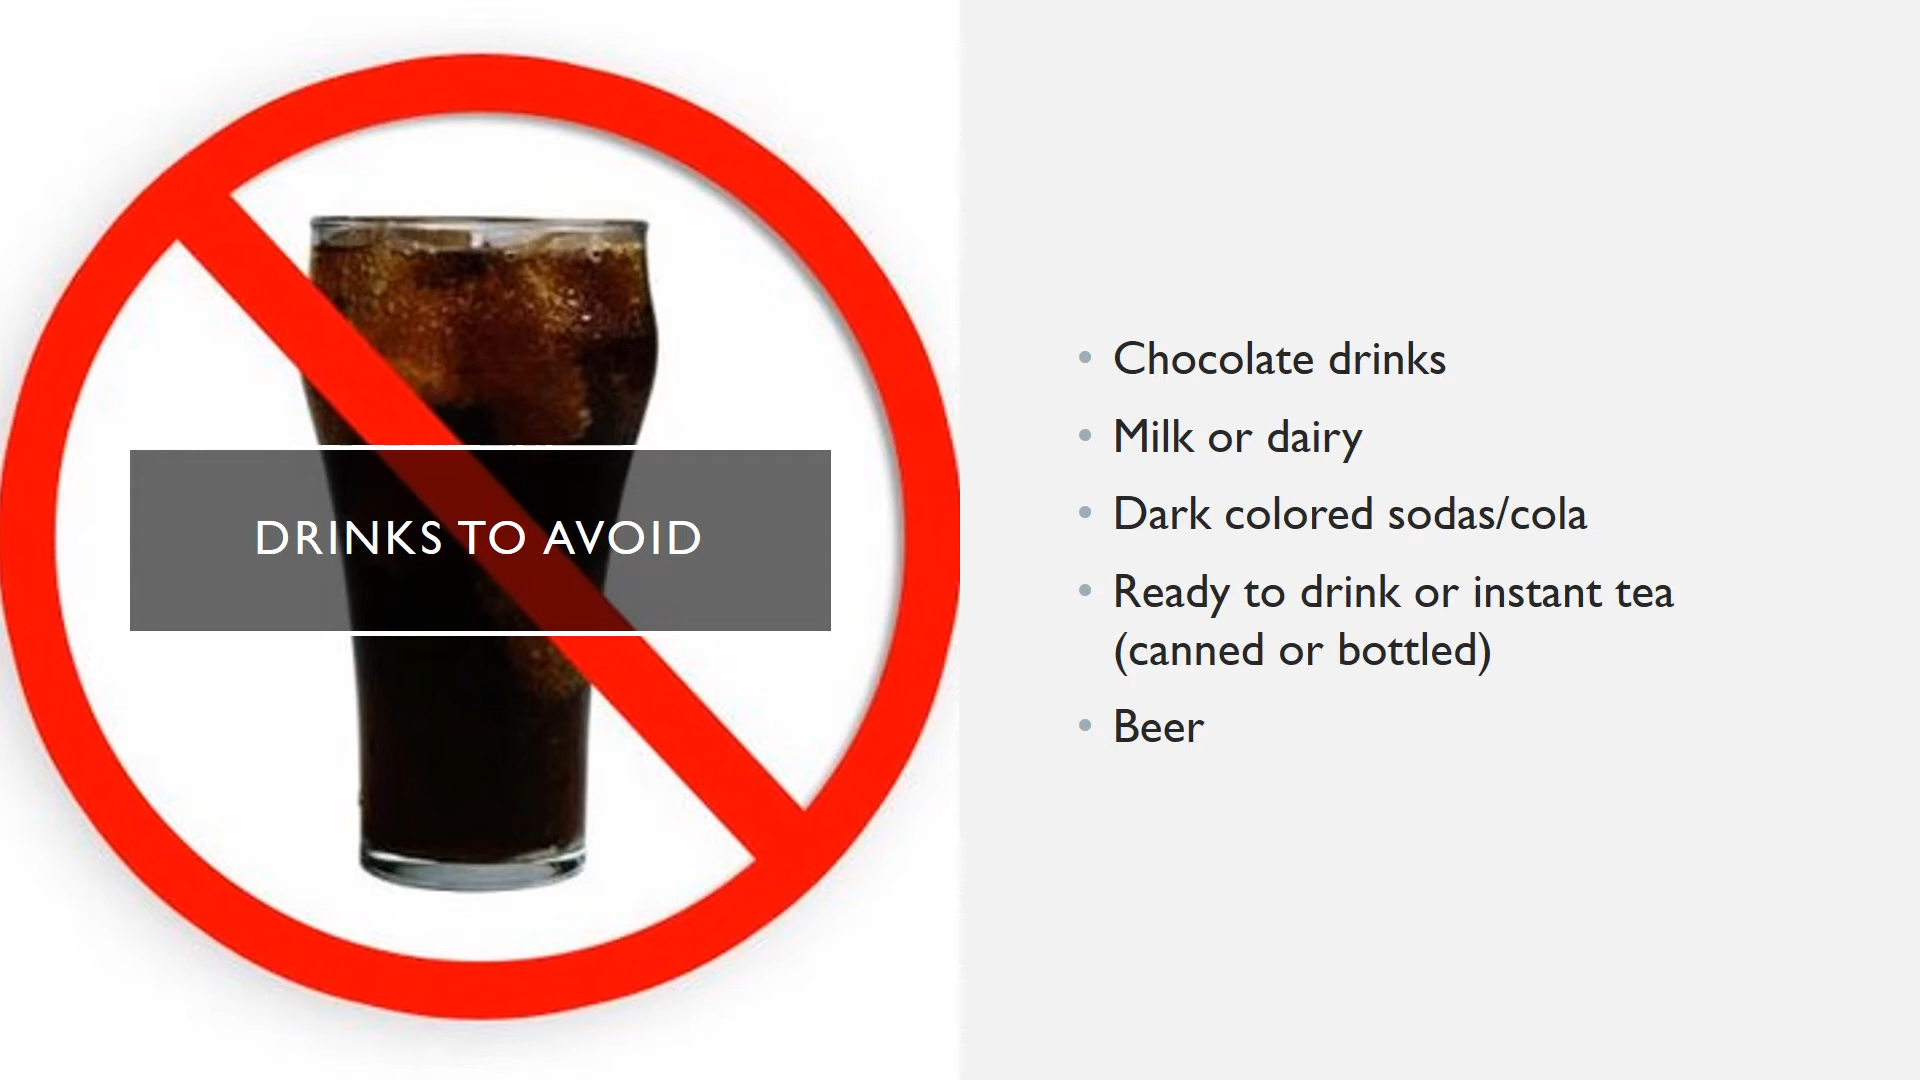 DRINKS TO AVOID
• Chocolate drinks
• Milk or dairy
• Dark colored sodas/cola
• Ready to drink or instant tea
(canned or bottled)
• Beer